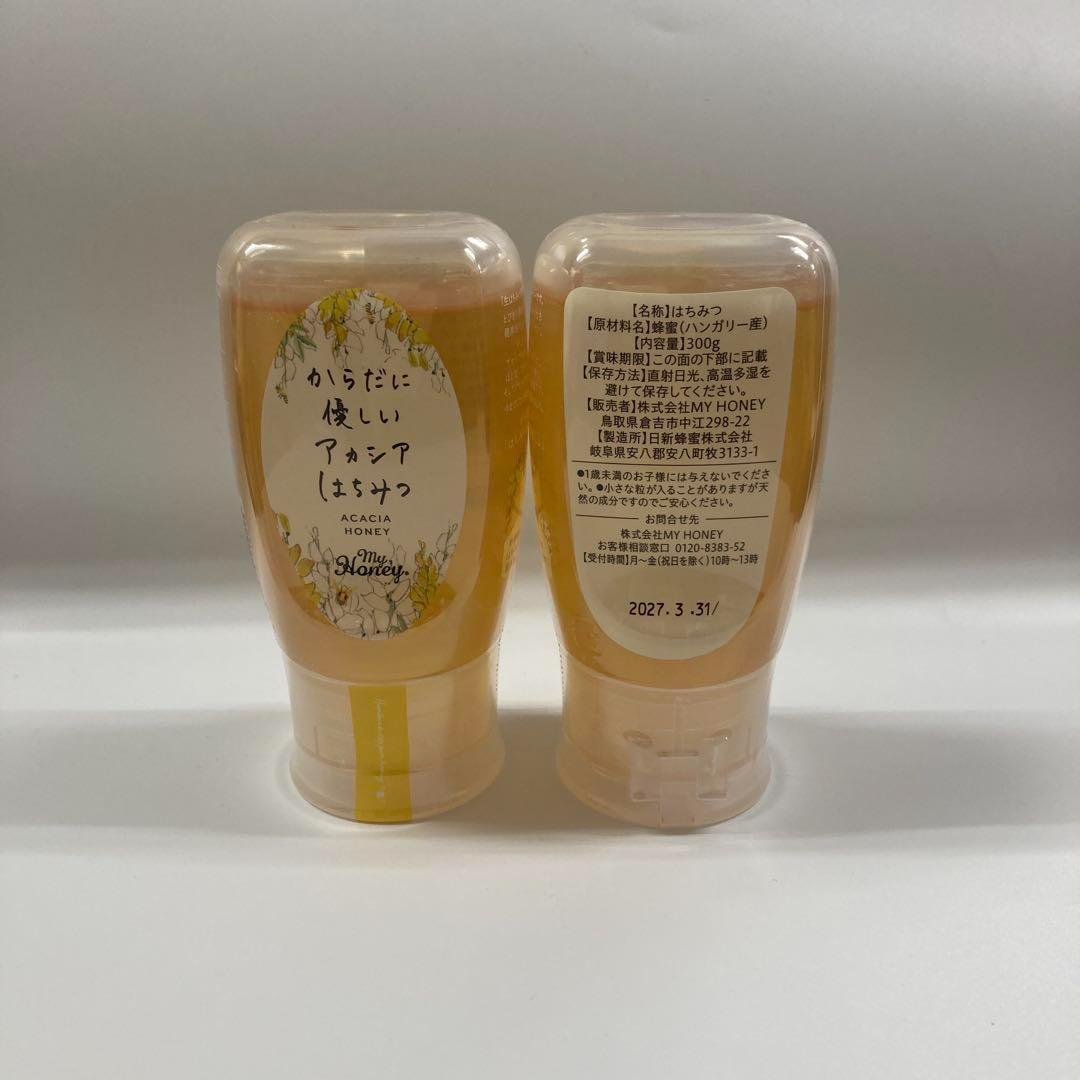 からだに
優しい
アカシア
はちみつ
ACACIA
HONEY
My
Honey.
【名称】はちみつ
【原材料名】蜂蜜(ハンガリー産)
【内容量】300g
【賞味期限】この面の下部に記載
【保存方法】直射日光、高温多湿を
避けて保存してください。
【販売者】株式会社MY HONEY
鳥取県倉吉市中江298-22
【製造所】日新蜂蜜株式会社
岐阜県安八郡安八町牧3133-1
●1歳未満のお子様には与えないでくださ
い。●小さな粒が入ることがありますが天
然の成分ですのでご安心ください。
お問合せ先
株式会社MY HONEY
お客様相談窓口 0120-8383-52
【受付時間】月〜金(祝日を除く)10時〜13時
2027. 3 .31/